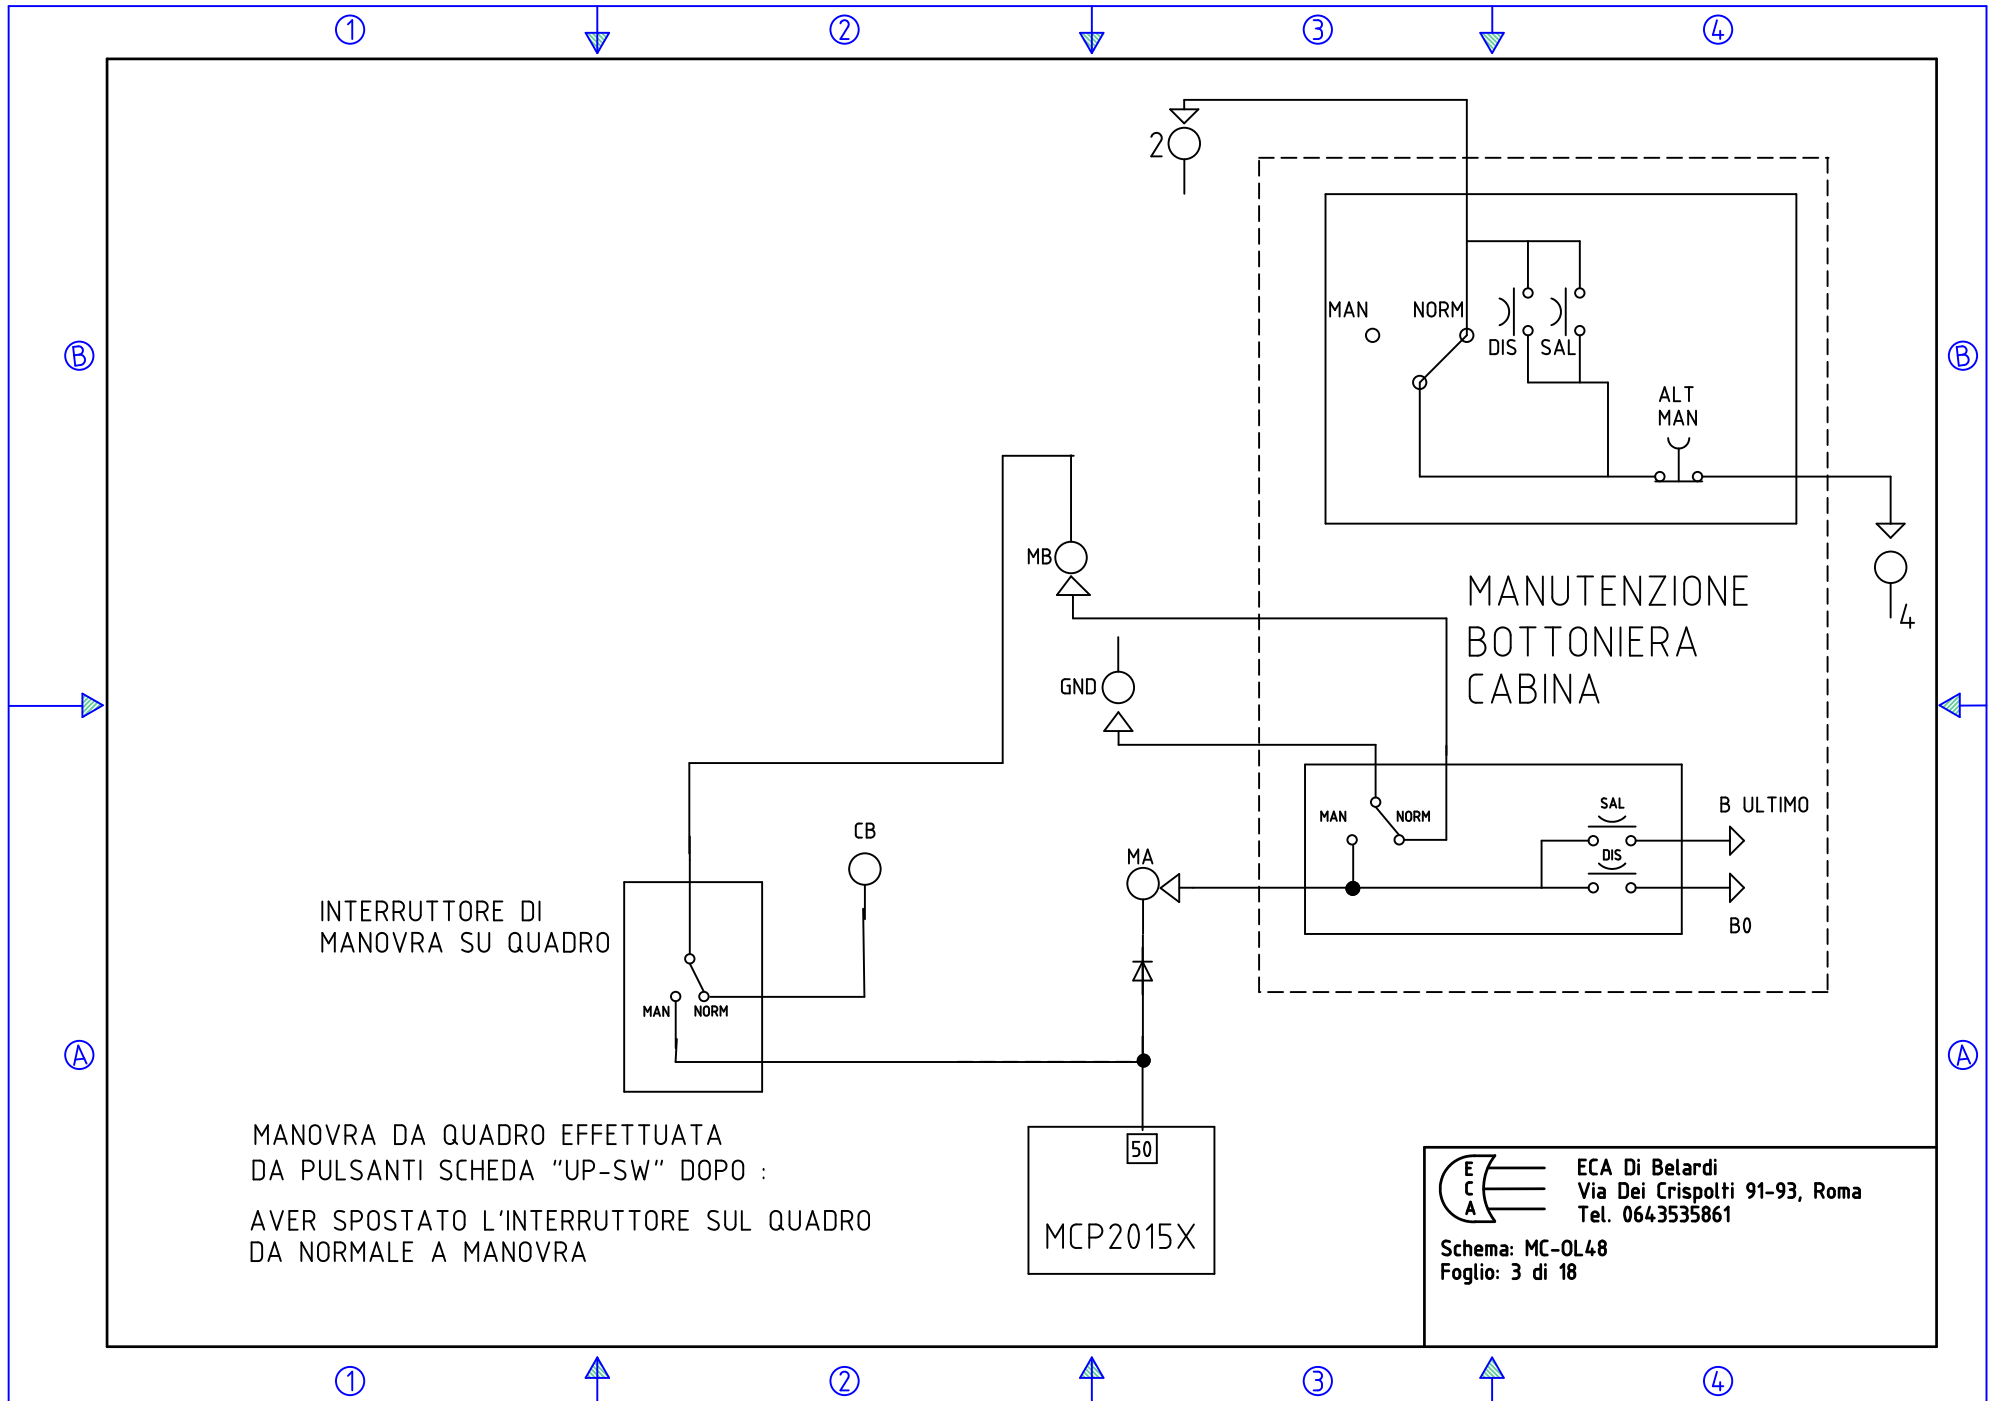 1 2 3 4
2
MAN NORM
DIS SAL
ALT
MAN
B B
MB
MANUTENZIONE
BOTTONIERA
CABINA
4
GND
SAL
B ULTIMO
MAN NORM
DIS
B0
CB
MA
INTERRUTTORE DI
MANOVRA SU QUADRO
MAN NORM
A A
MANOVRA DA QUADRO EFFETTUATA
DA PULSANTI SCHEDA "UP-SW" DOPO :
AVER SPOSTATO L'INTERRUTTORE SUL QUADRO
DA NORMALE A MANOVRA
50
MCP2015X
E
C
A
ECA Di Belardi
Via Dei Crispolti 91-93, Roma
Tel. 0643535861
Schema: MC-OL48
Foglio: 3 di 18
1 2 3 4